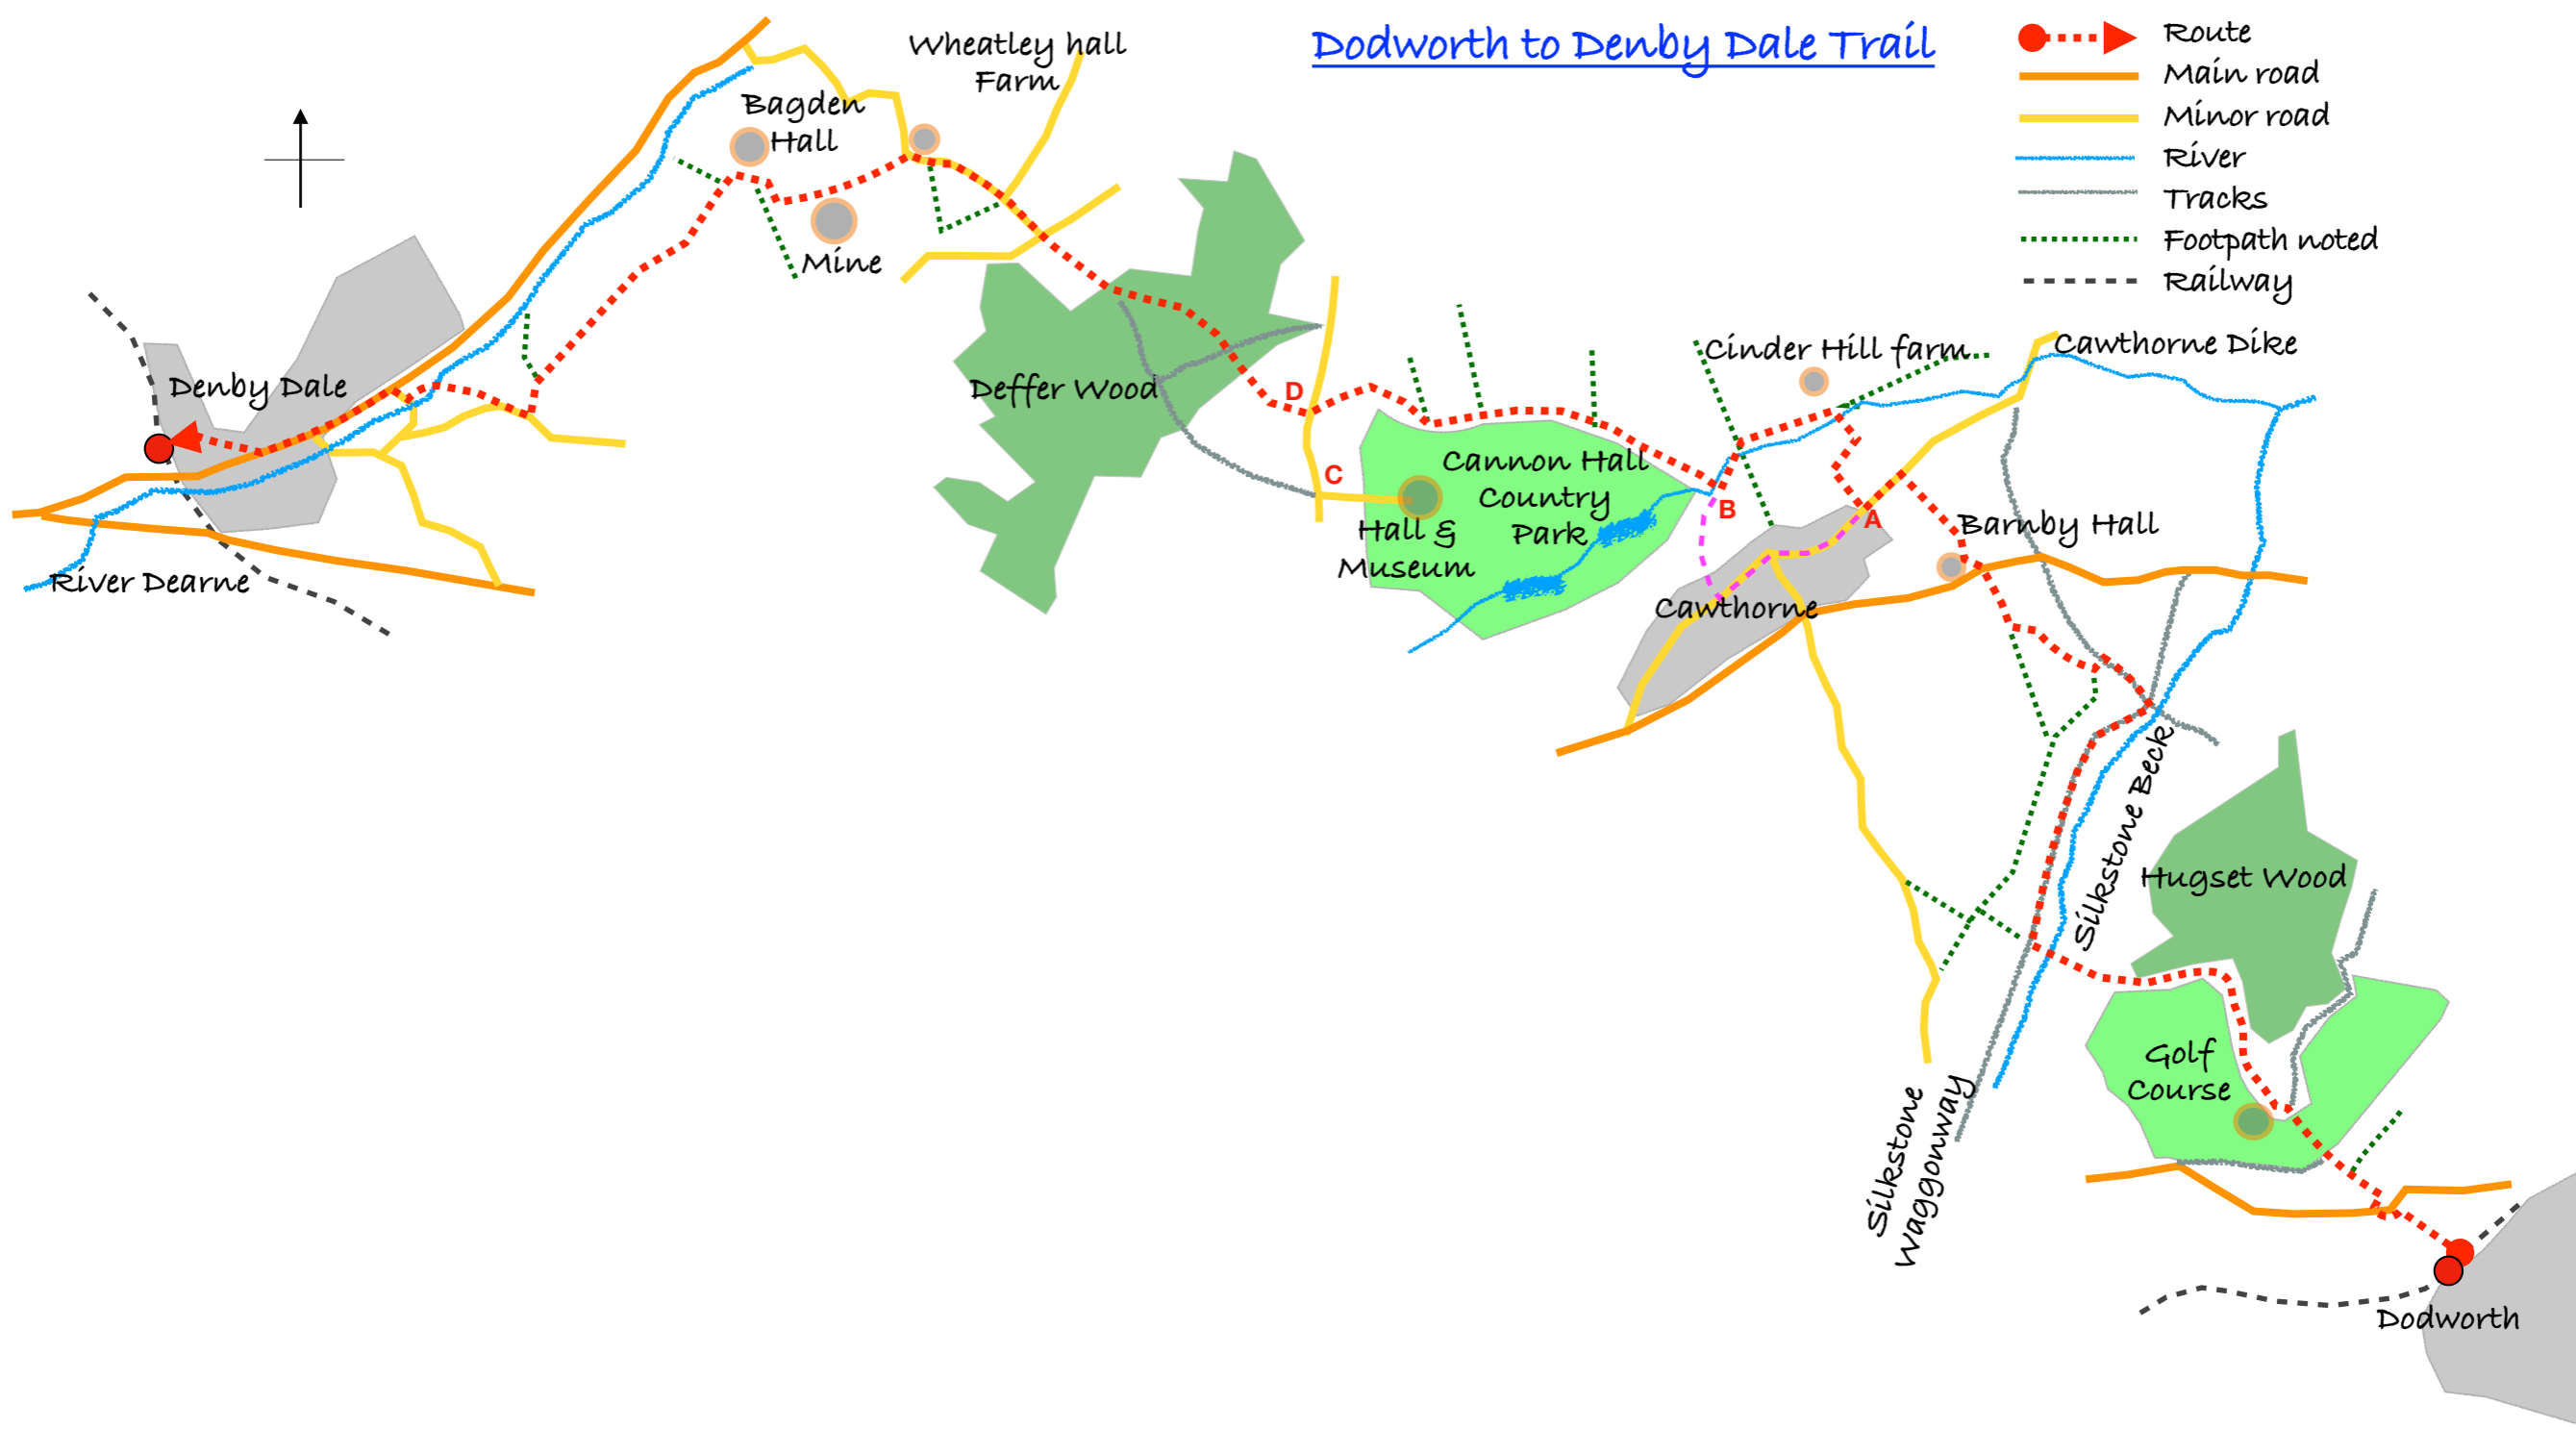 Dodworth to Denby Dale Trail
Route
Main road
Minor road
River
Tracks
Footpath noted
Railway
Wheatley hall
Farm
Bagden
Hall
Mine
Denby Dale
River Dearne
Deffer Wood
D
C
Cannon Hall
Country
Park
Hall &
Museum
Cinder Hill farm
Cawthorne Dike
B
A
Barnby Hall
Cawthorne
Silkstone Beck
Hugset Wood
Golf
Course
Silkstone
Waggonway
Dodworth